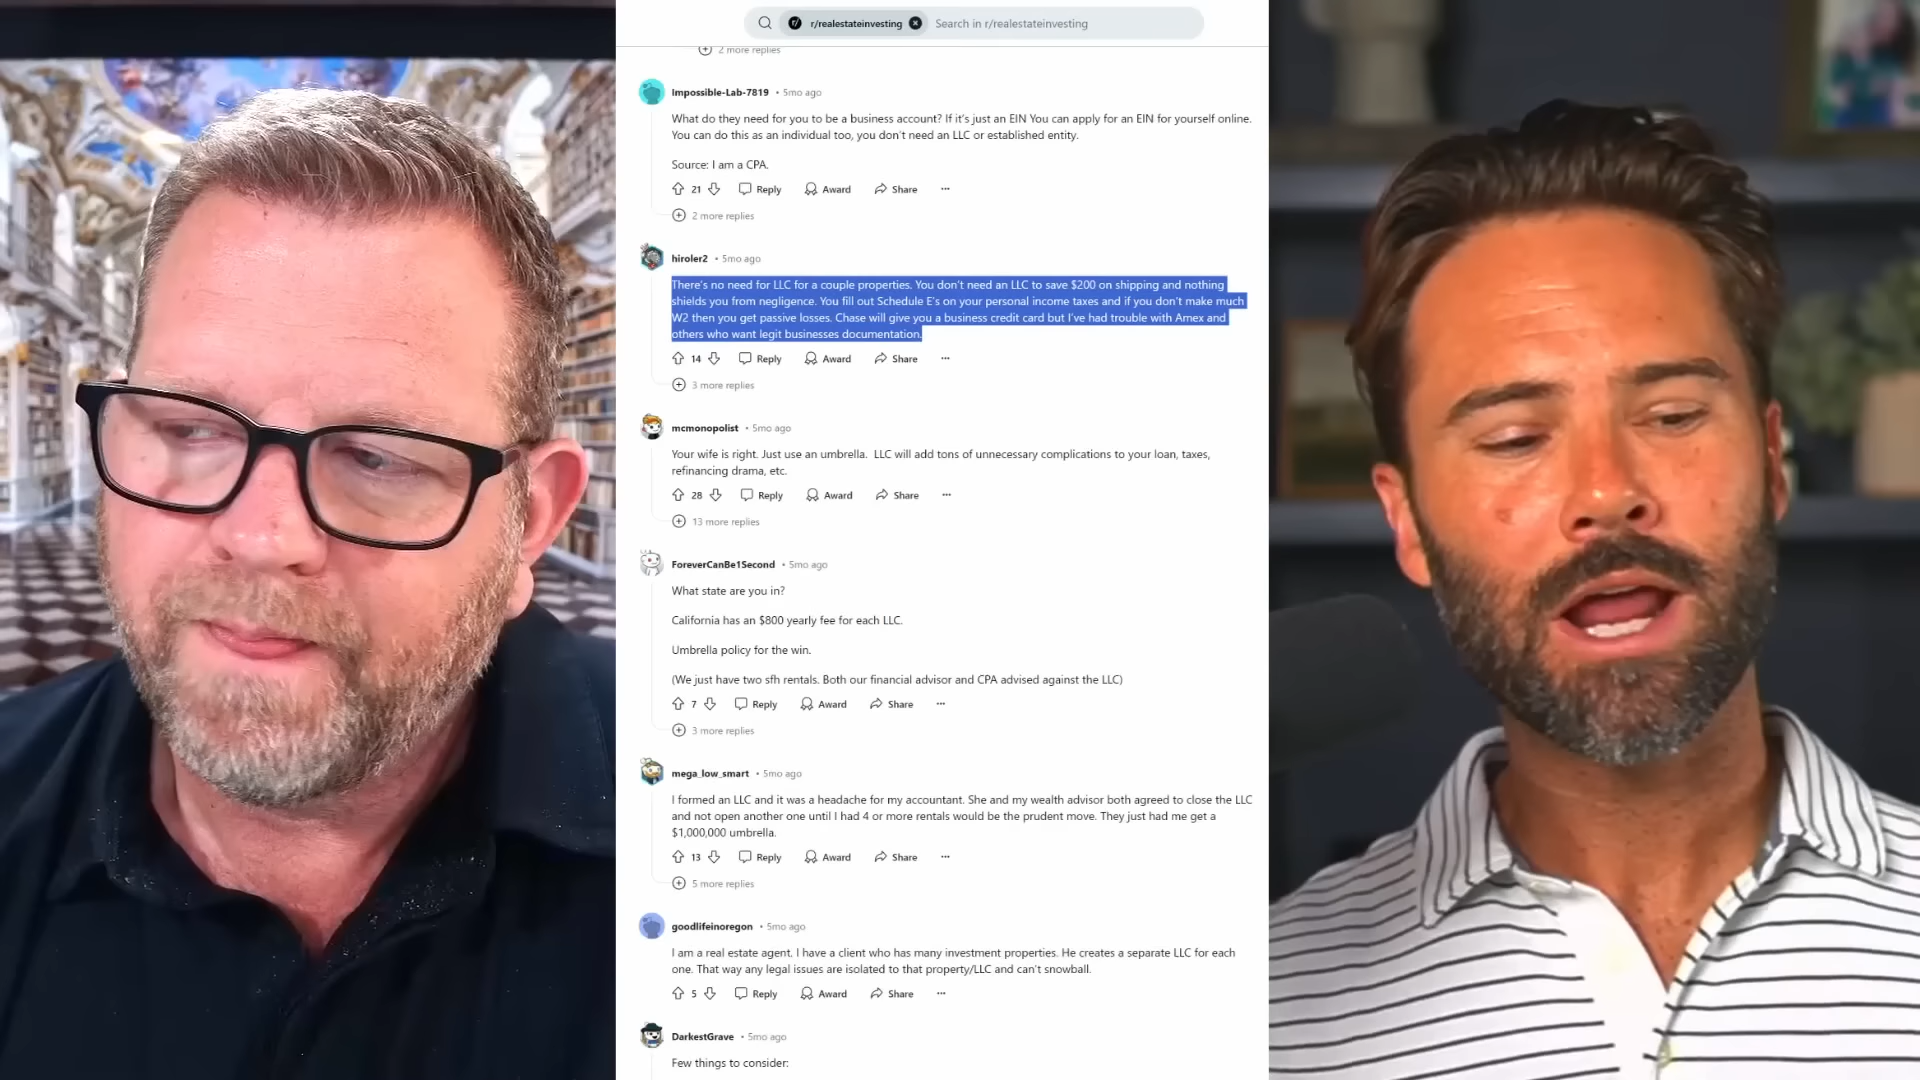 r/realestateinvesting Search in r/realestateinvesting
2 more replies
Impossible-Lab-7819 • 5mo ago
What do they need for you to be a business account? If it's just an EIN You can apply for an EIN for yourself online.
You can do this as an individual too, you don't need an LLC or established entity.
Source: I am a CPA.
21 Reply Award Share ...
2 more replies
hiroler2 • 5mo ago
There's no need for LLC for a couple properties. You don't need an LLC to save $200 on shipping and nothing
shields you from negligence. You fill out Schedule E's on your personal income taxes and if you don't make much
W2 then you get passive losses. Chase will give you a business credit card but I've had trouble with Amex and
others who want legit businesses documentation.
14 Reply Award Share ...
3 more replies
mcmonopolist • 5mo ago
Your wife is right. Just use an umbrella. LLC will add tons of unnecessary complications to your loan, taxes,
refinancing drama, etc.
28 Reply Award Share ...
13 more replies
ForeverCanBe1Second • 5mo ago
What state are you in?
California has an $800 yearly fee for each LLC.
Umbrella policy for the win.
(We just have two sfh rentals. Both our financial advisor and CPA advised against the LLC)
7 Reply Award Share ...
3 more replies
mega_low_smart • 5mo ago
I formed an LLC and it was a headache for my accountant. She and my wealth advisor both agreed to close the LLC
and not open another one until I had 4 or more rentals would be the prudent move. They just had me get a
$1,000,000 umbrella.
13 Reply Award Share ...
5 more replies
goodlifeinoregon • 5mo ago
I am a real estate agent. I have a client who has many investment properties. He creates a separate LLC for each
one. That way any legal issues are isolated to that property/LLC and can't snowball.
5 Reply Award Share ...
DarkestGrave • 5mo ago
Few things to consider: